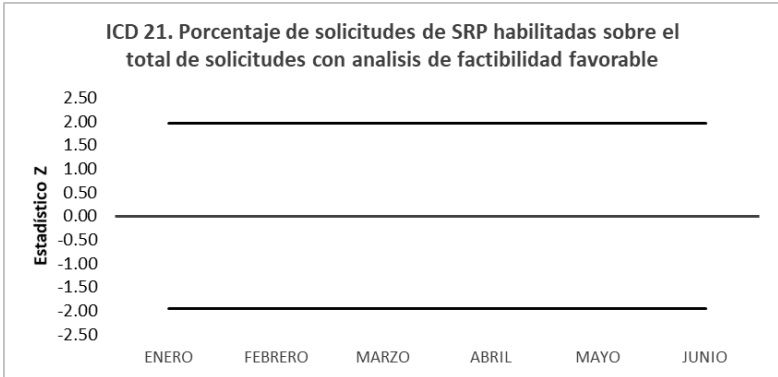 ICD 21. Porcentaje de solicitudes de SRP habilitadas sobre el
total de solicitudes con analisis de factibilidad favorable
Estadístico Z
2.50
2.00
1.50
1.00
0.50
0.00
-0.50
-1.00
-1.50
-2.00
-2.50
ENERO FEBRERO MARZO ABRIL MAYO JUNIO